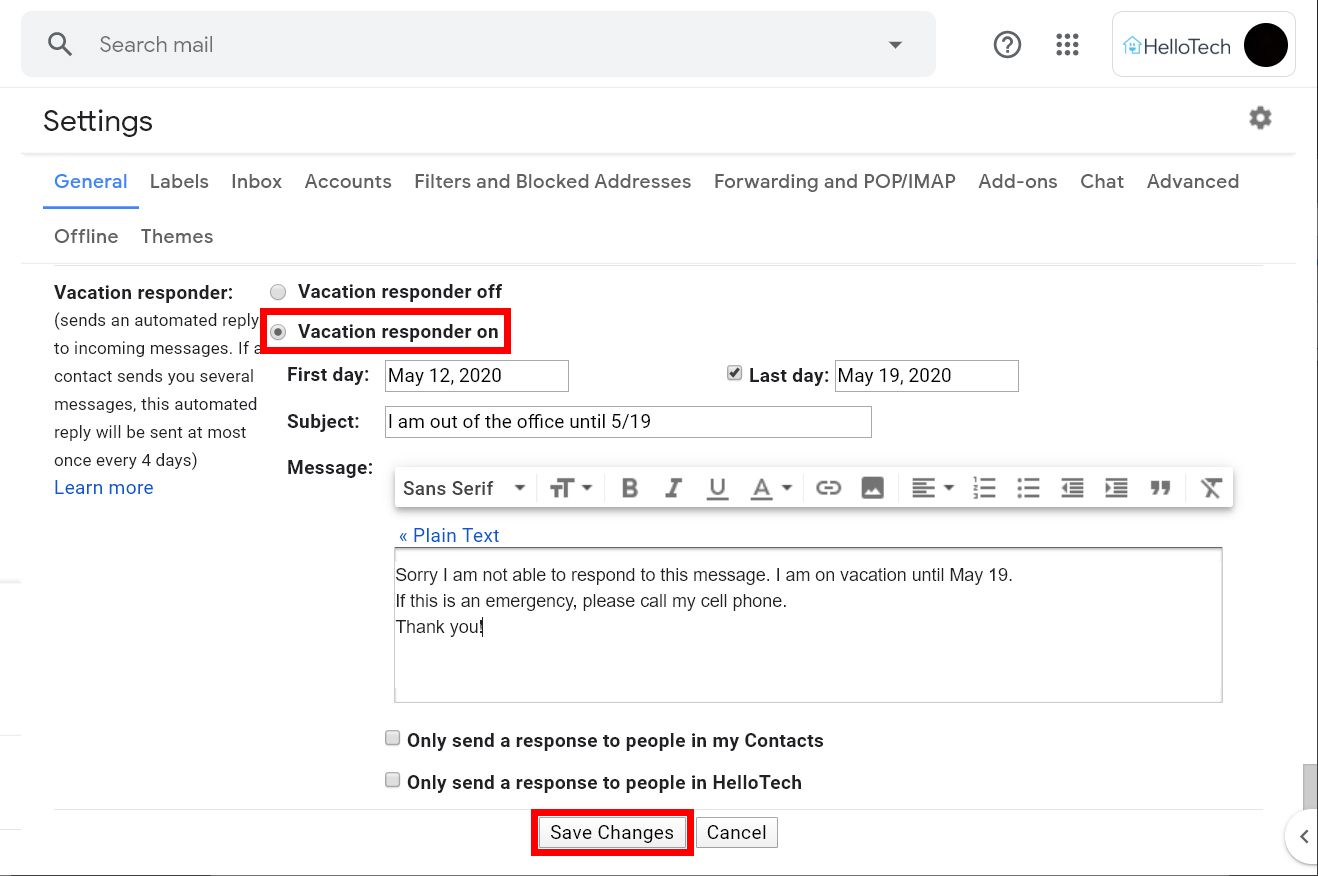 Search mail
HelloTech
Settings
General Labels Inbox Accounts Filters and Blocked Addresses Forwarding and POP/IMAP Add-ons Chat Advanced
Offline Themes
Vacation responder:
(sends an automated reply
to incoming messages. If a
contact sends you several
messages, this automated
reply will be sent at most
once every 4 days)
Learn more
Vacation responder off
Vacation responder on
First day: May 12, 2020 Last day: May 19, 2020
Subject: I am out of the office until 5/19
Message:
Sans Serif
« Plain Text
Sorry I am not able to respond to this message. I am on vacation until May 19.
If this is an emergency, please call my cell phone.
Thank you!
Only send a response to people in my Contacts
Only send a response to people in HelloTech
Save Changes Cancel